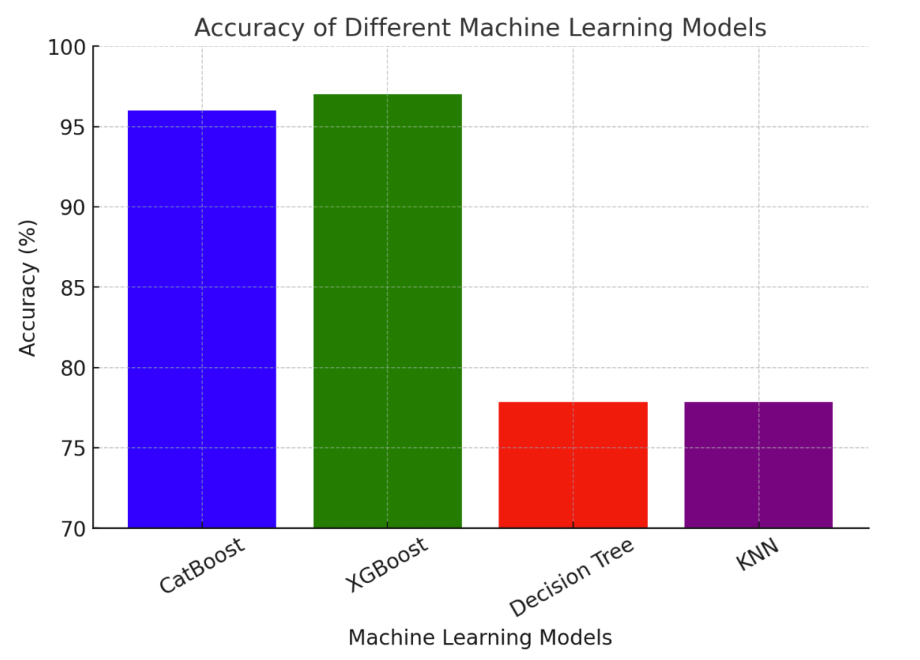 Accuracy of Different Machine Learning Models
100
95
90
85
80
75
70
Accuracy (%)
CatBoost
XGBoost
Decision Tree
KNN
Machine Learning Models